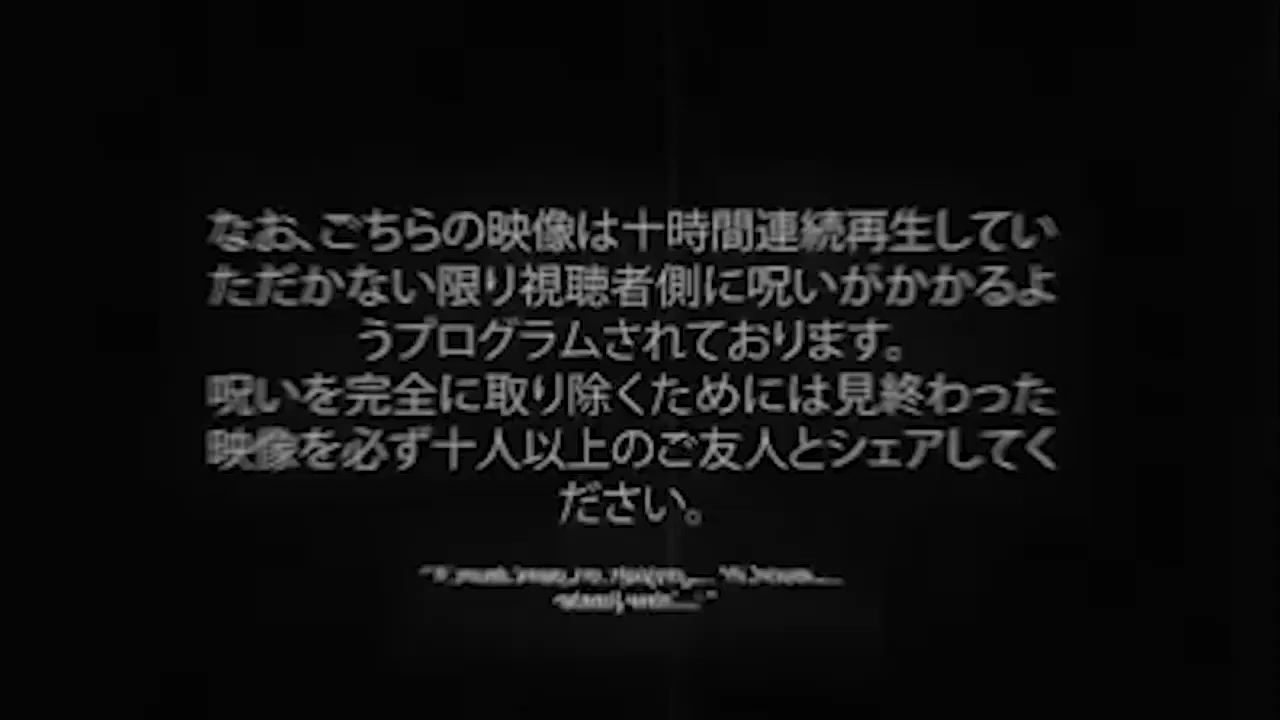 なお、こちらの映像は十時間連続再生してい
ただかない限り視聴者側に呪いがかかるよ
うプログラムされております。
呪いを完全に取り除くためには見終わった
映像を必ず十人以上のご友人とシェアしてく
ださい。